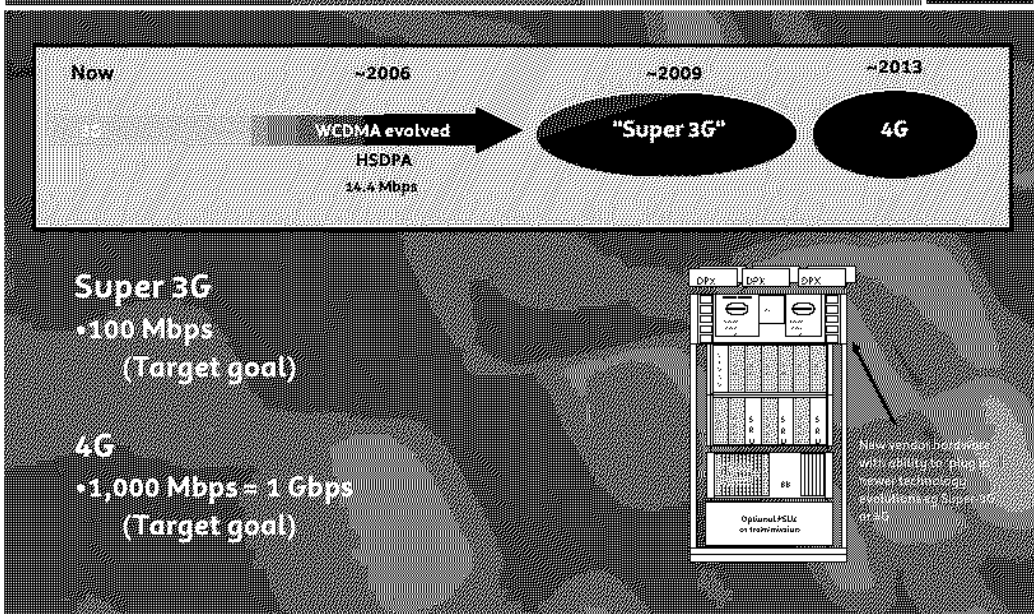 Now ~2006 ~2009 ~2013
3G WCDMA evolved "Super 3G" 4G
HSDPA
14.4 Mbps
Super 3G
•100 Mbps
(Target goal)
4G
•1,000 Mbps = 1 Gbps
(Target goal)
DPX DPX DPX
S S S
R R R
U U U
BB
Optional
or transmission
New vendor hardware
with ability to 'plug in'
newer technology
evolutions eg Super 3G
or 4G